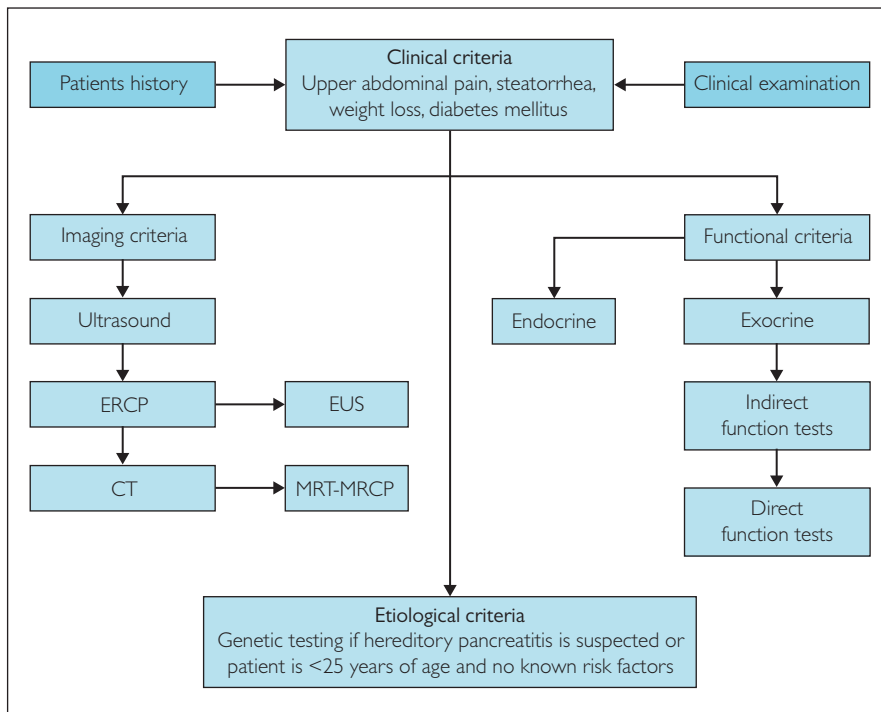 Patients history
Clinical criteria
Upper abdominal pain, steatorrhea,
weight loss, diabetes mellitus
Clinical examination
Imaging criteria
Functional criteria
Ultrasound
Endocrine
Exocrine
ERCP
EUS
Indirect
function tests
CT
MRT-MRCP
Direct
function tests
Etiological criteria
Genetic testing if hereditory pancreatitis is suspected or
patient is <25 years of age and no known risk factors